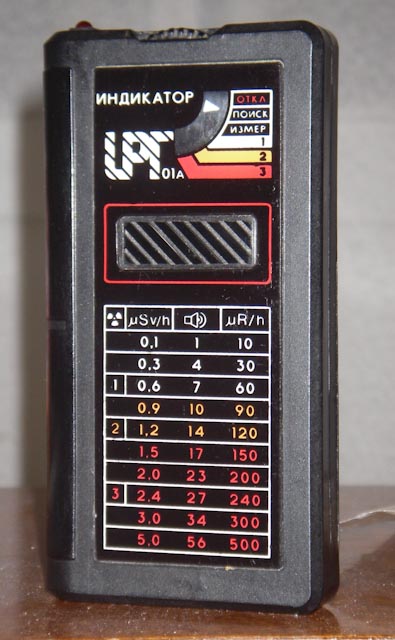 ИНДИКАТОР
ИРГ 01А
ОТКЛ
ПОИСК
ИЗМЕР
1
2
3
μSv/h μR/h
0,1 1 10
0.3 4 30
1 0.6 7 60
0.9 10 90
2 1,2 14 120
1,5 17 150
2.0 23 200
3 2.4 27 240
3.0 34 300
5.0 56 500